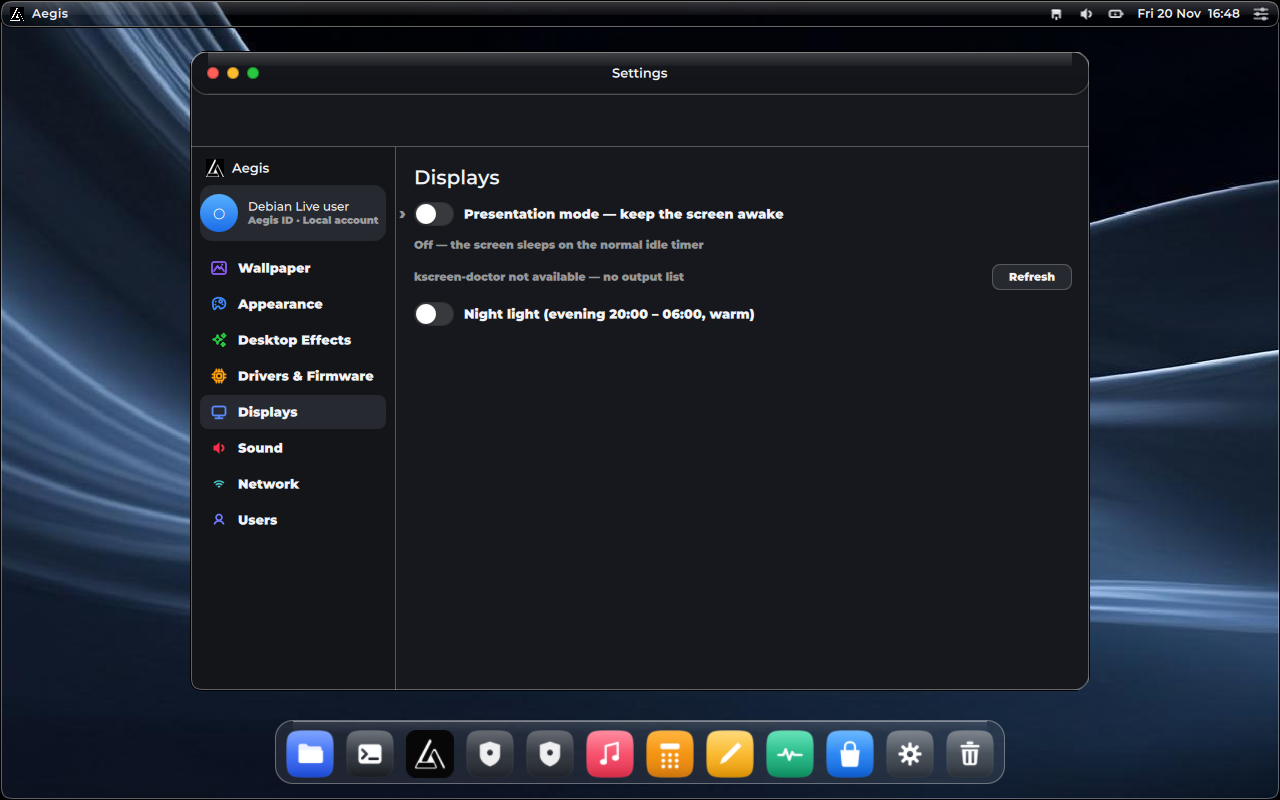 Aegis
Fri 20 Nov 16:48
Settings
Aegis
Debian Live user
Aegis ID · Local account
Wallpaper
Appearance
Desktop Effects
Drivers & Firmware
Displays
Sound
Network
Users
Displays
Presentation mode — keep the screen awake
Off — the screen sleeps on the normal idle timer
kscreen-doctor not available — no output list
Refresh
Night light (evening 20:00 – 06:00, warm)